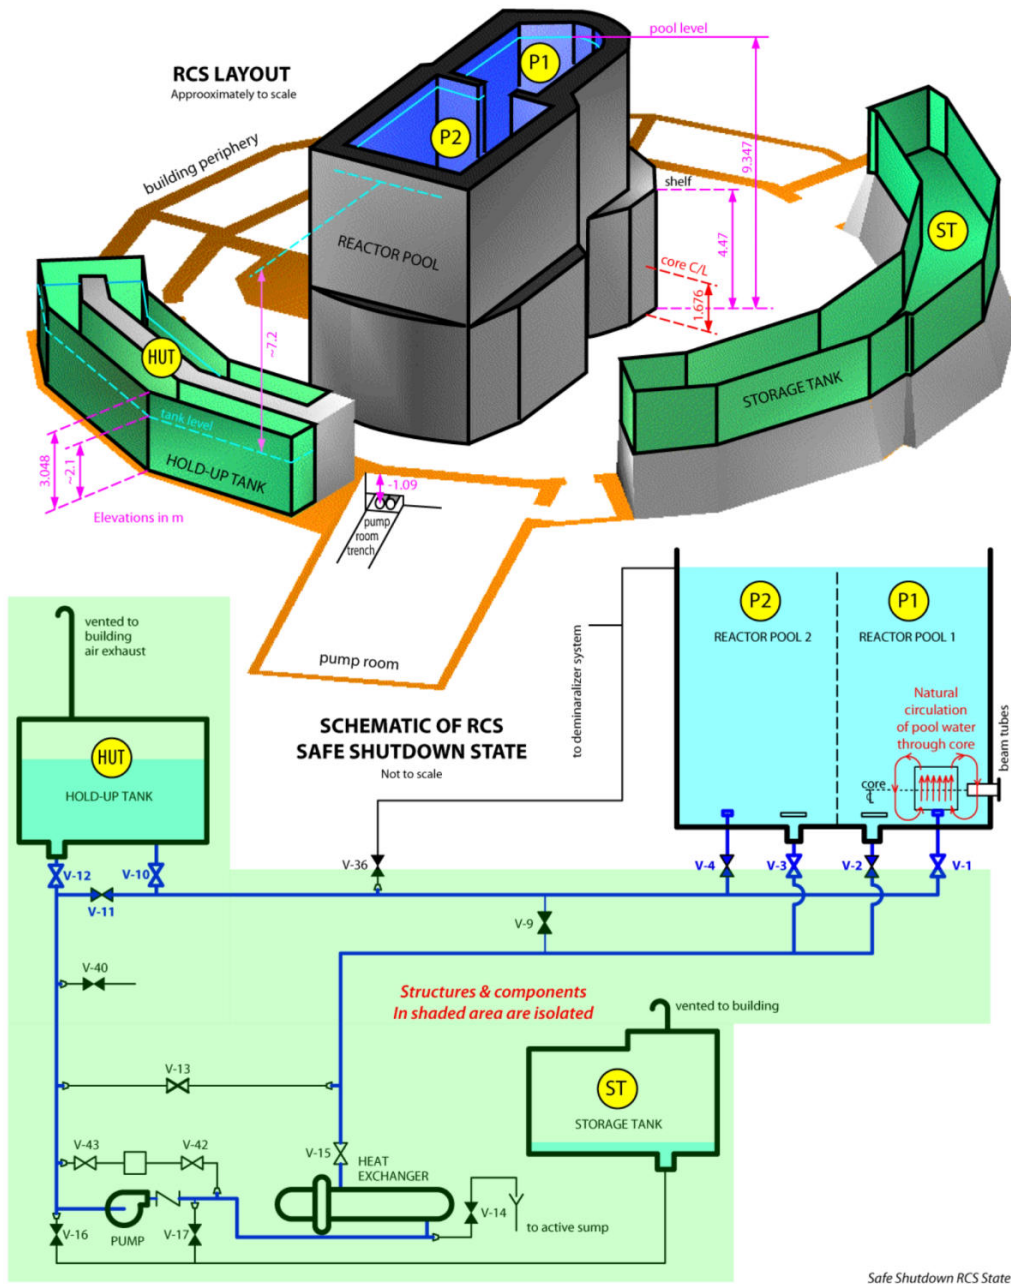 RCS LAYOUT
Approoximately to scale
pool level
P1
P2
building periphery
9.347
shelf
ST
REACTOR POOL
4.47
core C/L
1.676
HUT
~7.2
STORAGE TANK
tank level
3.048
~2.1
HOLD-UP TANK
-1.09
Elevations in m
pump
room
trench
pump room
vented to
building
air exhaust
SCHEMATIC OF RCS
SAFE SHUTDOWN STATE
Not to scale
to deminaralizer system
P2
REACTOR POOL 2
P1
REACTOR POOL 1
Natural
circulation
of pool water
through core
beam tubes
core
CL
HUT
HOLD-UP TANK
V-12
V-10
V-11
V-36
V-4
V-3
V-2
V-1
V-9
V-40
Structures & components
In shaded area are isolated
vented to building
V-13
ST
STORAGE TANK
V-43
V-42
V-15
HEAT
EXCHANGER
V-14
to active sump
V-16
PUMP
V-17
Safe Shutdown RCS State